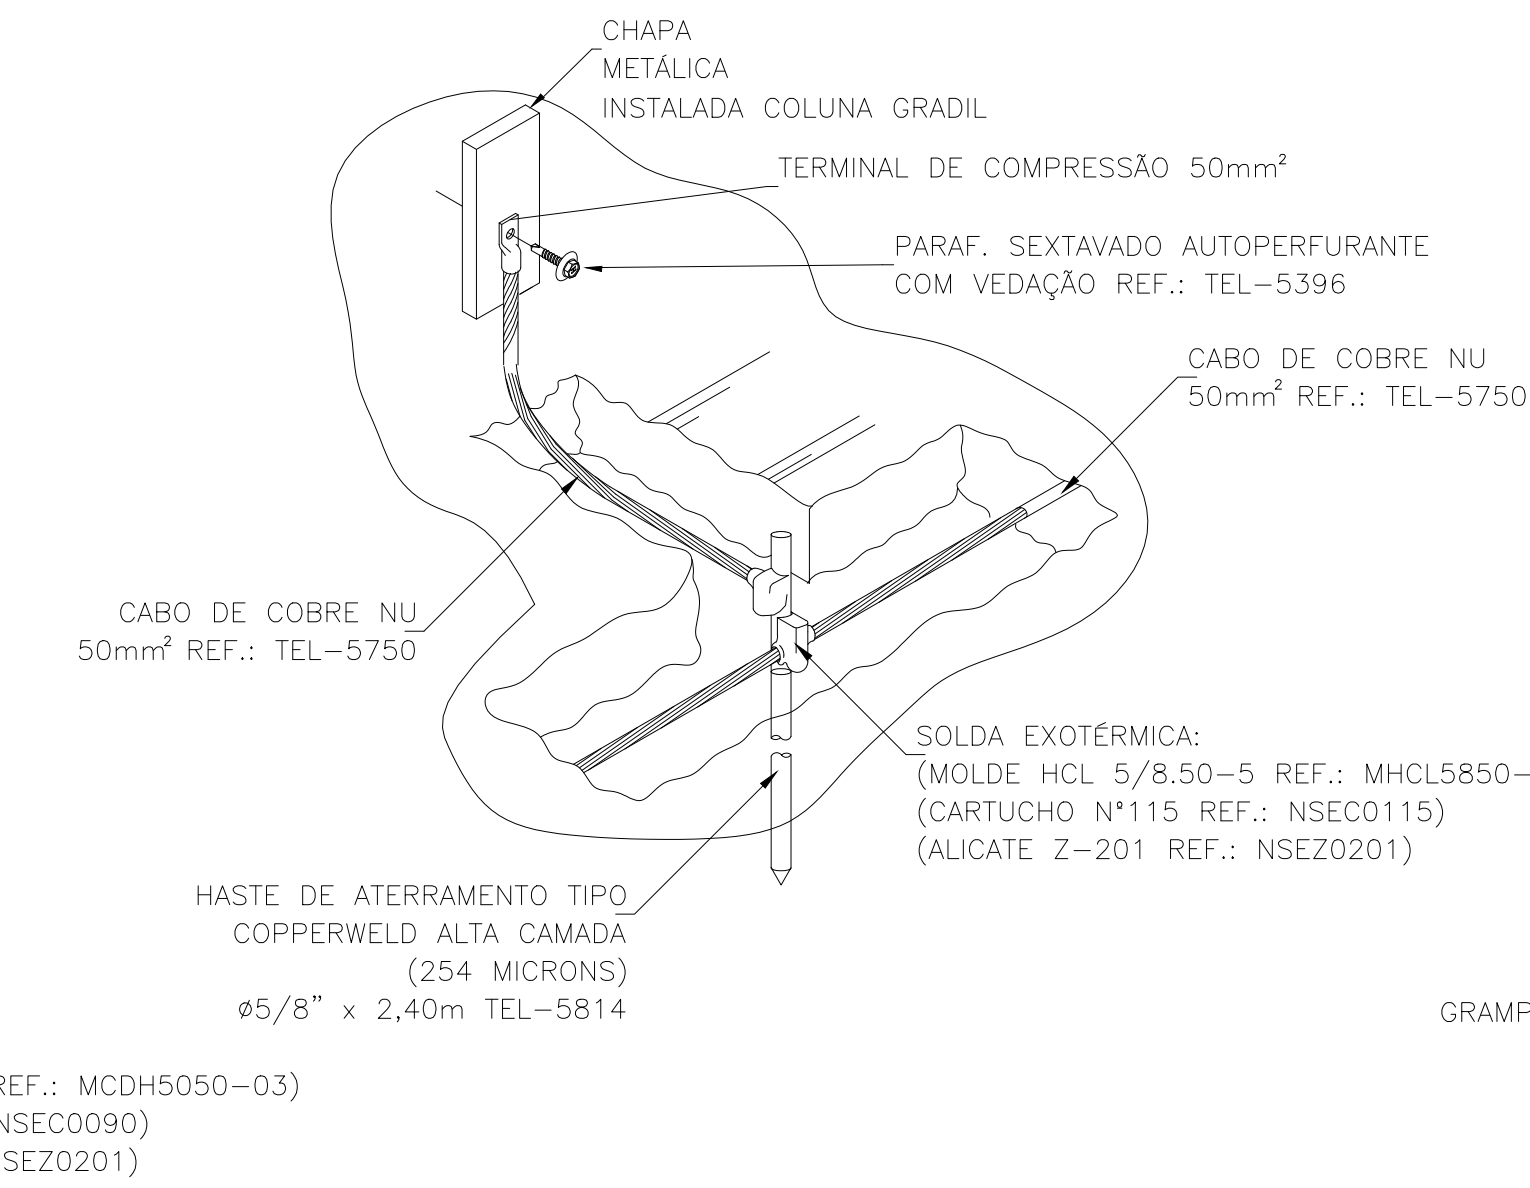 CHAPA
METÁLICA
INSTALADA COLUNA GRADIL
TERMINAL DE COMPRESSÃO 50mm²
PARAF. SEXTAVADO AUTOPERFURANTE
COM VEDAÇÃO REF.: TEL-5396
CABO DE COBRE NU
50mm² REF.: TEL-5750
CABO DE COBRE NU
50mm² REF.: TEL-5750
SOLDA EXOTÉRMICA:
(MOLDE HCL 5/8.50-5 REF.: MHCL5850-
(CARTUCHO Nº115 REF.: NSEC0115)
(ALICATE Z-201 REF.: NSEZ0201)
HASTE DE ATERRAMENTO TIPO
COPPERWELD ALTA CAMADA
(254 MICRONS)
ø5/8” x 2,40m TEL-5814
GRAMP
REF.: MCDH5050-03)
NSEC0090)
SEZ0201)